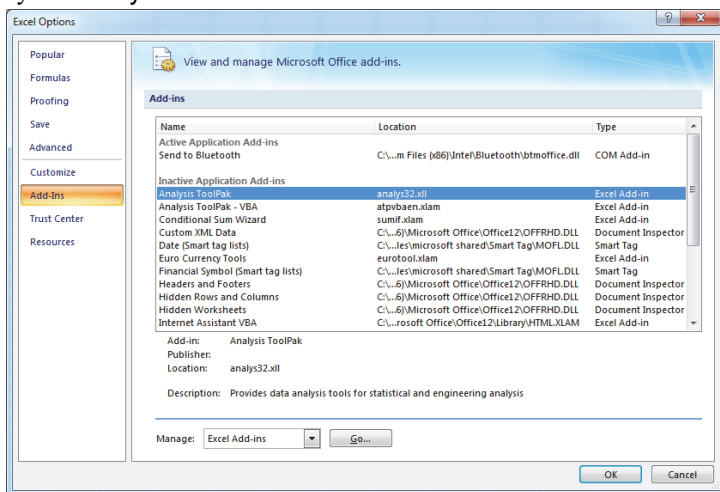 Excel Options
Popular
Formulas
Proofing
Save
Advanced
Customize
Add-Ins
Trust Center
Resources
View and manage Microsoft Office add-ins.
Add-ins
Name Location Type
Active Application Add-ins
Send to Bluetooth C:\...m Files (x86)\Intel\Bluetooth\btmoffice.dll COM Add-in
Inactive Application Add-ins
Analysis ToolPak analys32.xll Excel Add-in
Analysis ToolPak - VBA atpvbaen.xlam Excel Add-in
Conditional Sum Wizard sumif.xlam Excel Add-in
Custom XML Data C:\...6)\Microsoft Office\Office12\OFFRHD.DLL Document Inspector
Date (Smart tag lists) C:\...les\microsoft shared\Smart Tag\MOFL.DLL Smart Tag
Euro Currency Tools eurotool.xlam Excel Add-in
Financial Symbol (Smart tag lists) C:\...les\microsoft shared\Smart Tag\MOFL.DLL Smart Tag
Headers and Footers C:\...6)\Microsoft Office\Office12\OFFRHD.DLL Document Inspector
Hidden Rows and Columns C:\...6)\Microsoft Office\Office12\OFFRHD.DLL Document Inspector
Hidden Worksheets C:\...6)\Microsoft Office\Office12\OFFRHD.DLL Document Inspector
Internet Assistant VBA C:\...rosoft Office\Office12\Library\HTML.XLAM Excel Add-in
Add-in: Analysis ToolPak
Publisher:
Location: analys32.xll
Description: Provides data analysis tools for statistical and engineering analysis
Manage: Excel Add-ins Go...
OK Cancel